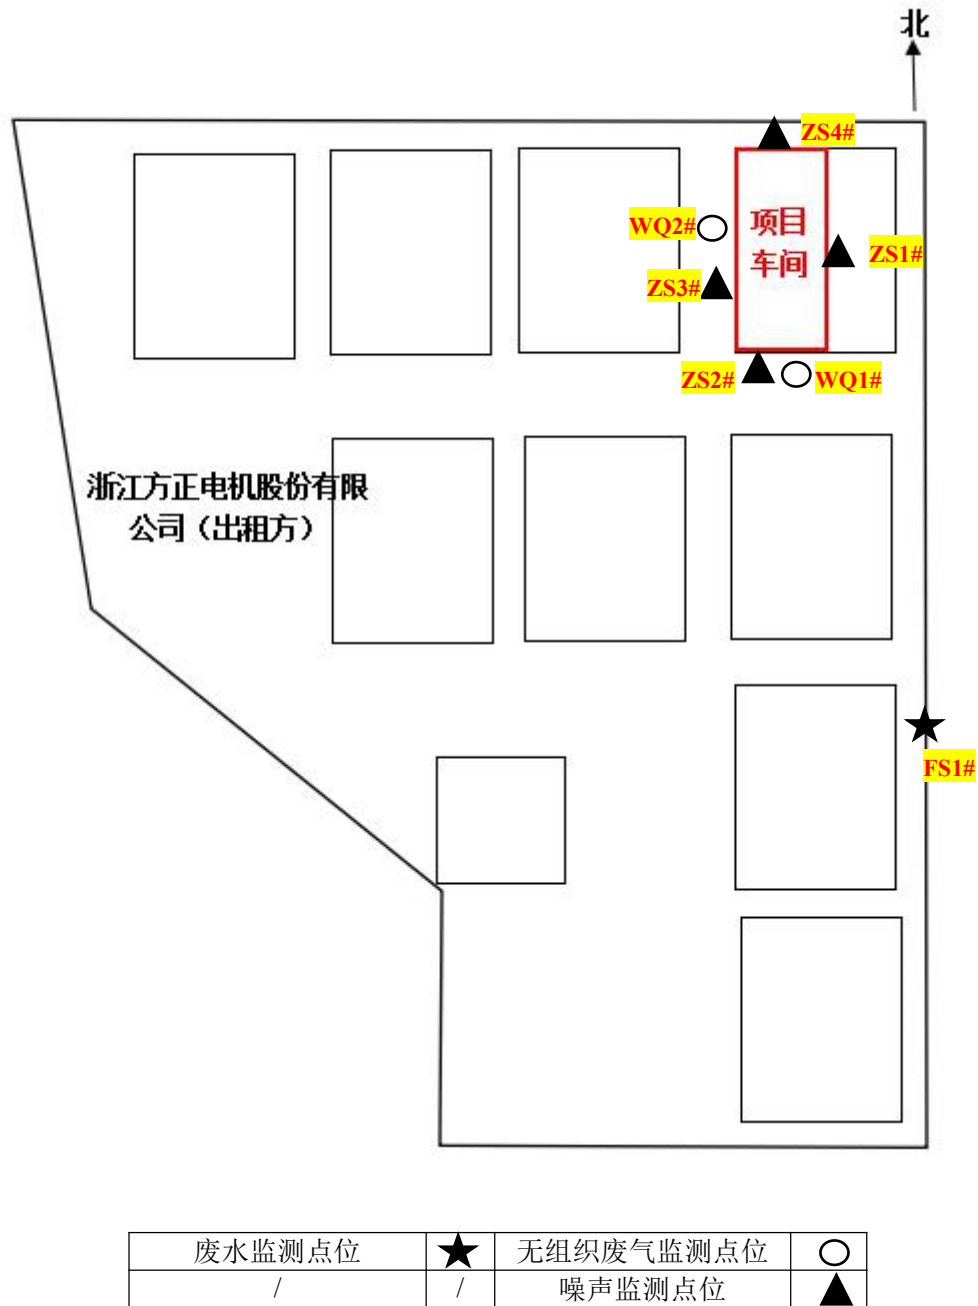 北
ZS4#
WQ2#
项目
车间
ZS1#
ZS3#
ZS2#
WQ1#
浙江方正电机股份有限
公司（出租方）
FS1#
废水监测点位 ★ 无组织废气监测点位 ○
/ / 噪声监测点位 ▲